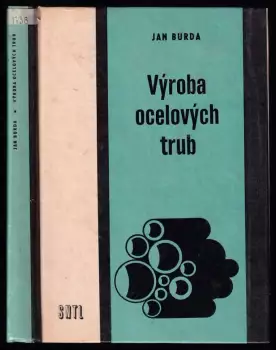 JAN BURDA
Výroba
ocelových
trub
SNTL
JAN BURDA • VÝROBA OCELOVÝCH TRUB